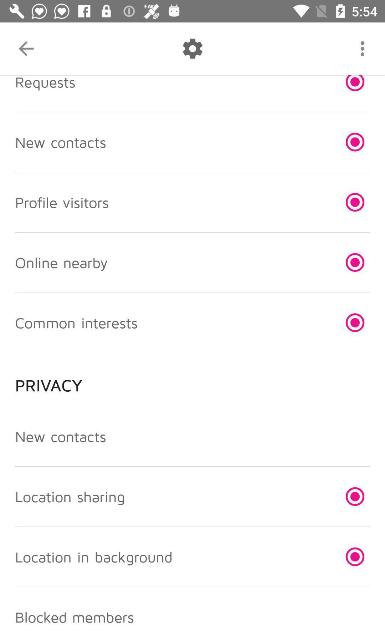 5:54
Requests
New contacts
Profile visitors
Online nearby
Common interests
PRIVACY
New contacts
Location sharing
Location in background
Blocked members